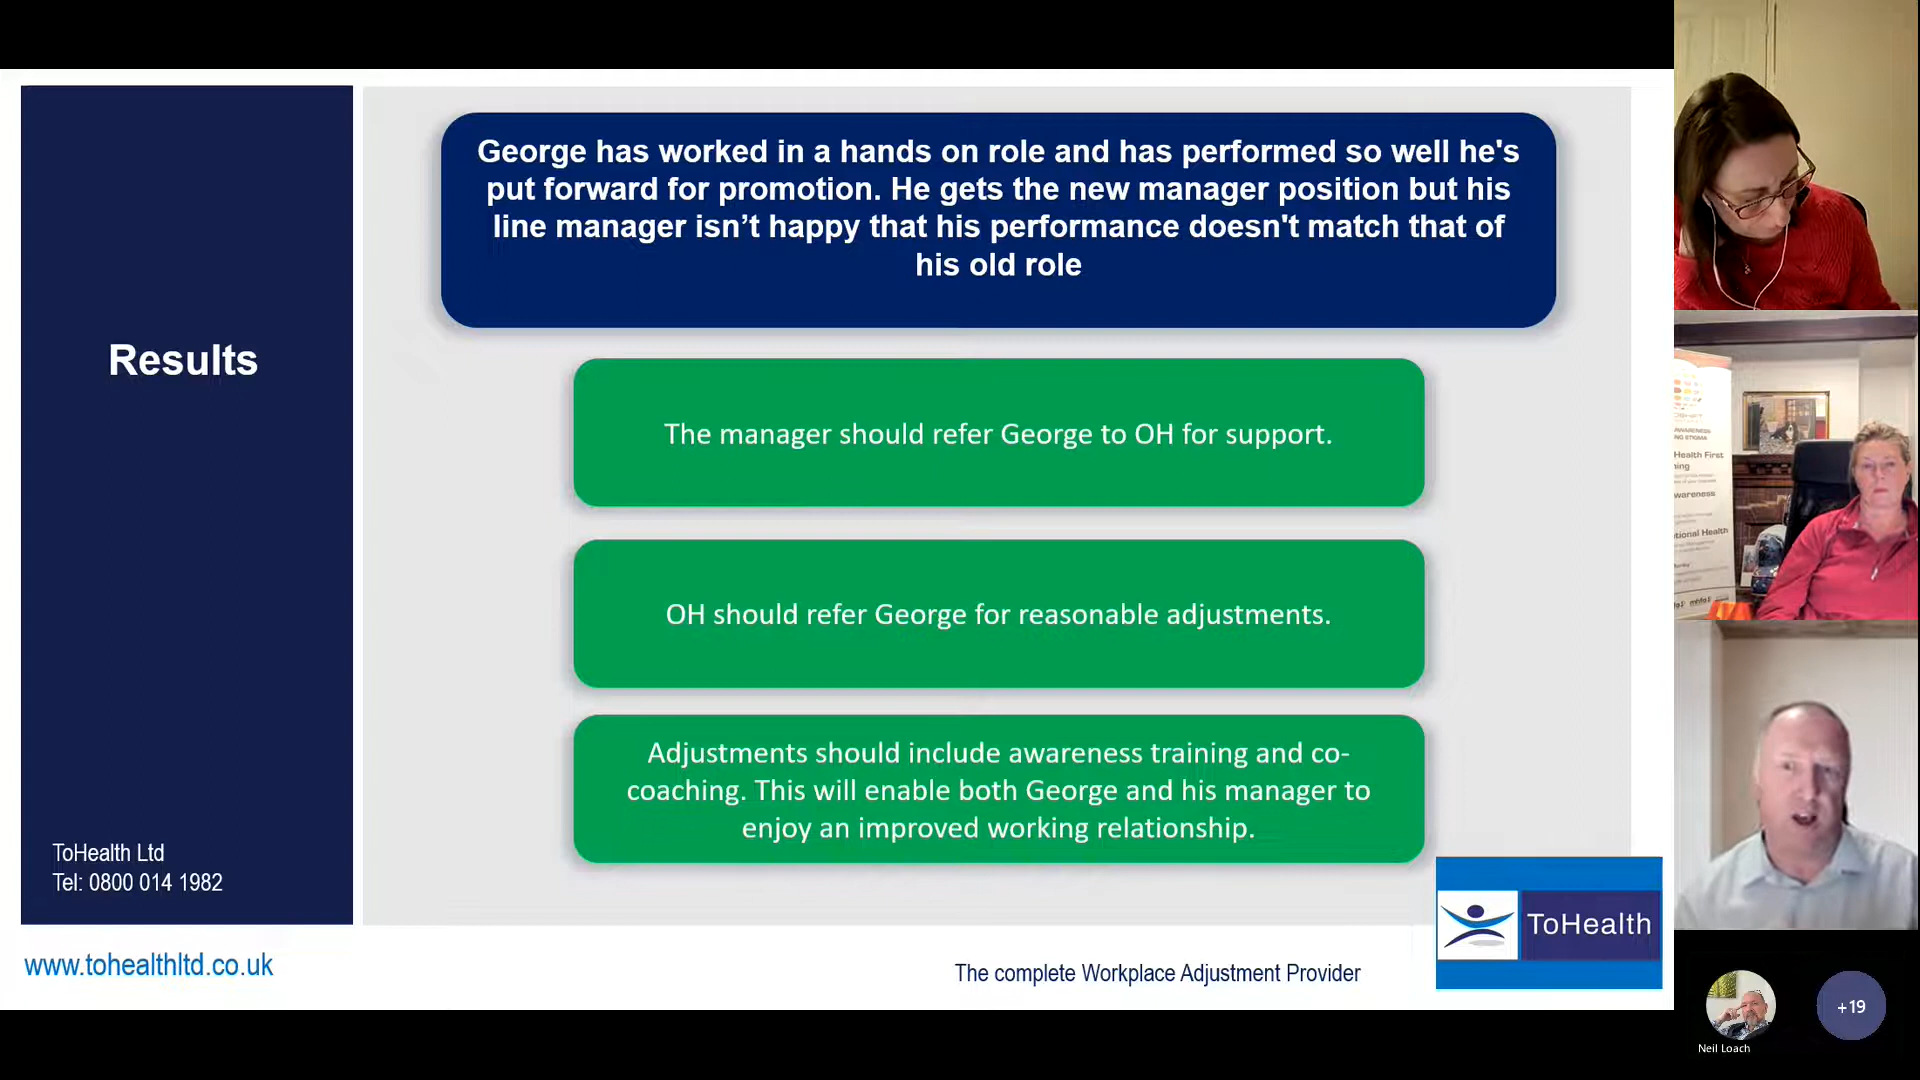 George has worked in a hands on role and has performed so well he's
put forward for promotion. He gets the new manager position but his
line manager isn’t happy that his performance doesn't match that of
his old role
Results
The manager should refer George to OH for support.
OH should refer George for reasonable adjustments.
Adjustments should include awareness training and co-
coaching. This will enable both George and his manager to
enjoy an improved working relationship.
ToHealth Ltd
Tel: 0800 014 1982
www.tohealthltd.co.uk
The complete Workplace Adjustment Provider
ToHealth
Health First
Neil Loach
+19